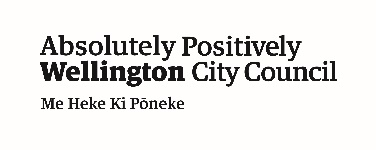 Absolutely Positively
Wellington City Council
Me Heke Ki Pōneke